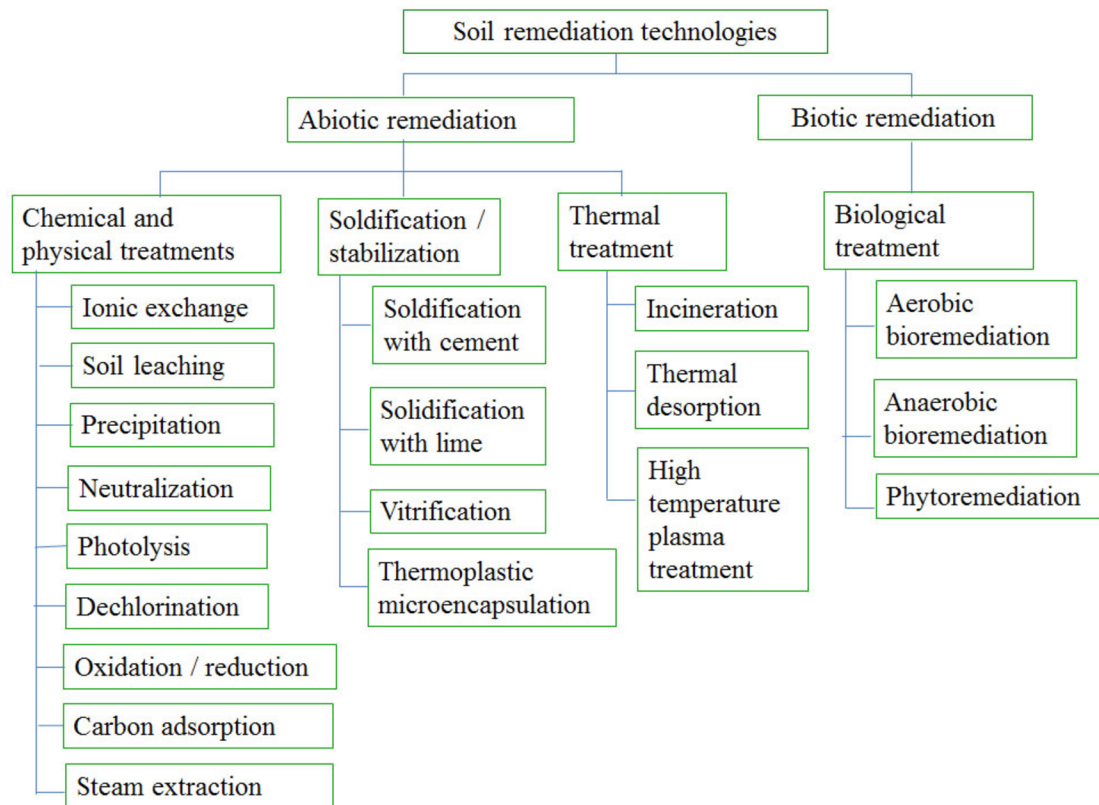 Soil remediation technologies
Abiotic remediation
Biotic remediation
Chemical and
physical treatments
Ionic exchange
Soil leaching
Precipitation
Neutralization
Photolysis
Dechlorination
Oxidation / reduction
Carbon adsorption
Steam extraction
Soldification /
stabilization
Soldification
with cement
Solidification
with lime
Vitrification
Thermoplastic
microencapsulation
Thermal
treatment
Incineration
Thermal
desorption
High
temperature
plasma
treatment
Biological
treatment
Aerobic
bioremediation
Anaerobic
bioremediation
Phytoremediation